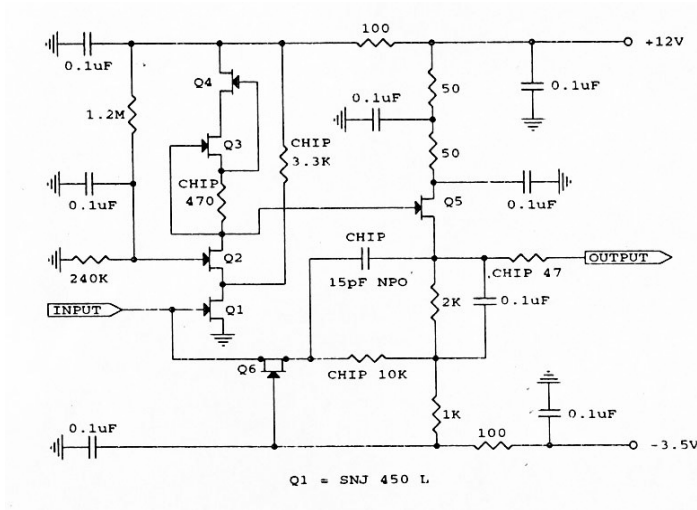 100
+12V
0.1uF
Q4
50
0.1uF
0.1uF
1.2M
Q3
CHIP
3.3K
50
CHIP
470
0.1uF
Q5
0.1uF
Q2
CHIP
240K
15pF NPO
CHIP 47
OUTPUT
INPUT
Q1
2K
0.1uF
Q6
CHIP 10K
1K
0.1uF
0.1uF
100
-3.5V
Q1 = SNJ 450 L